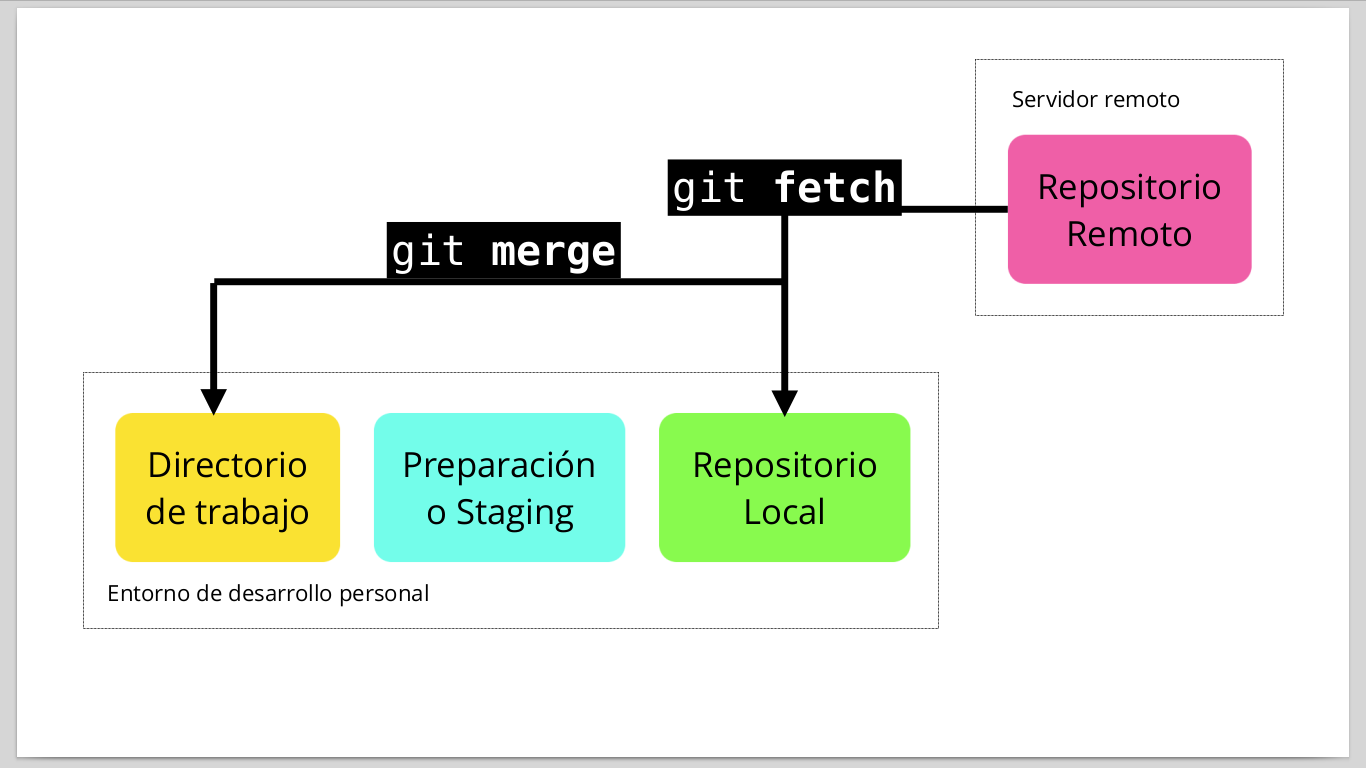 Servidor remoto
Repositorio
Remoto
git fetch
git merge
Directorio
de trabajo
Preparación
o Staging
Repositorio
Local
Entorno de desarrollo personal